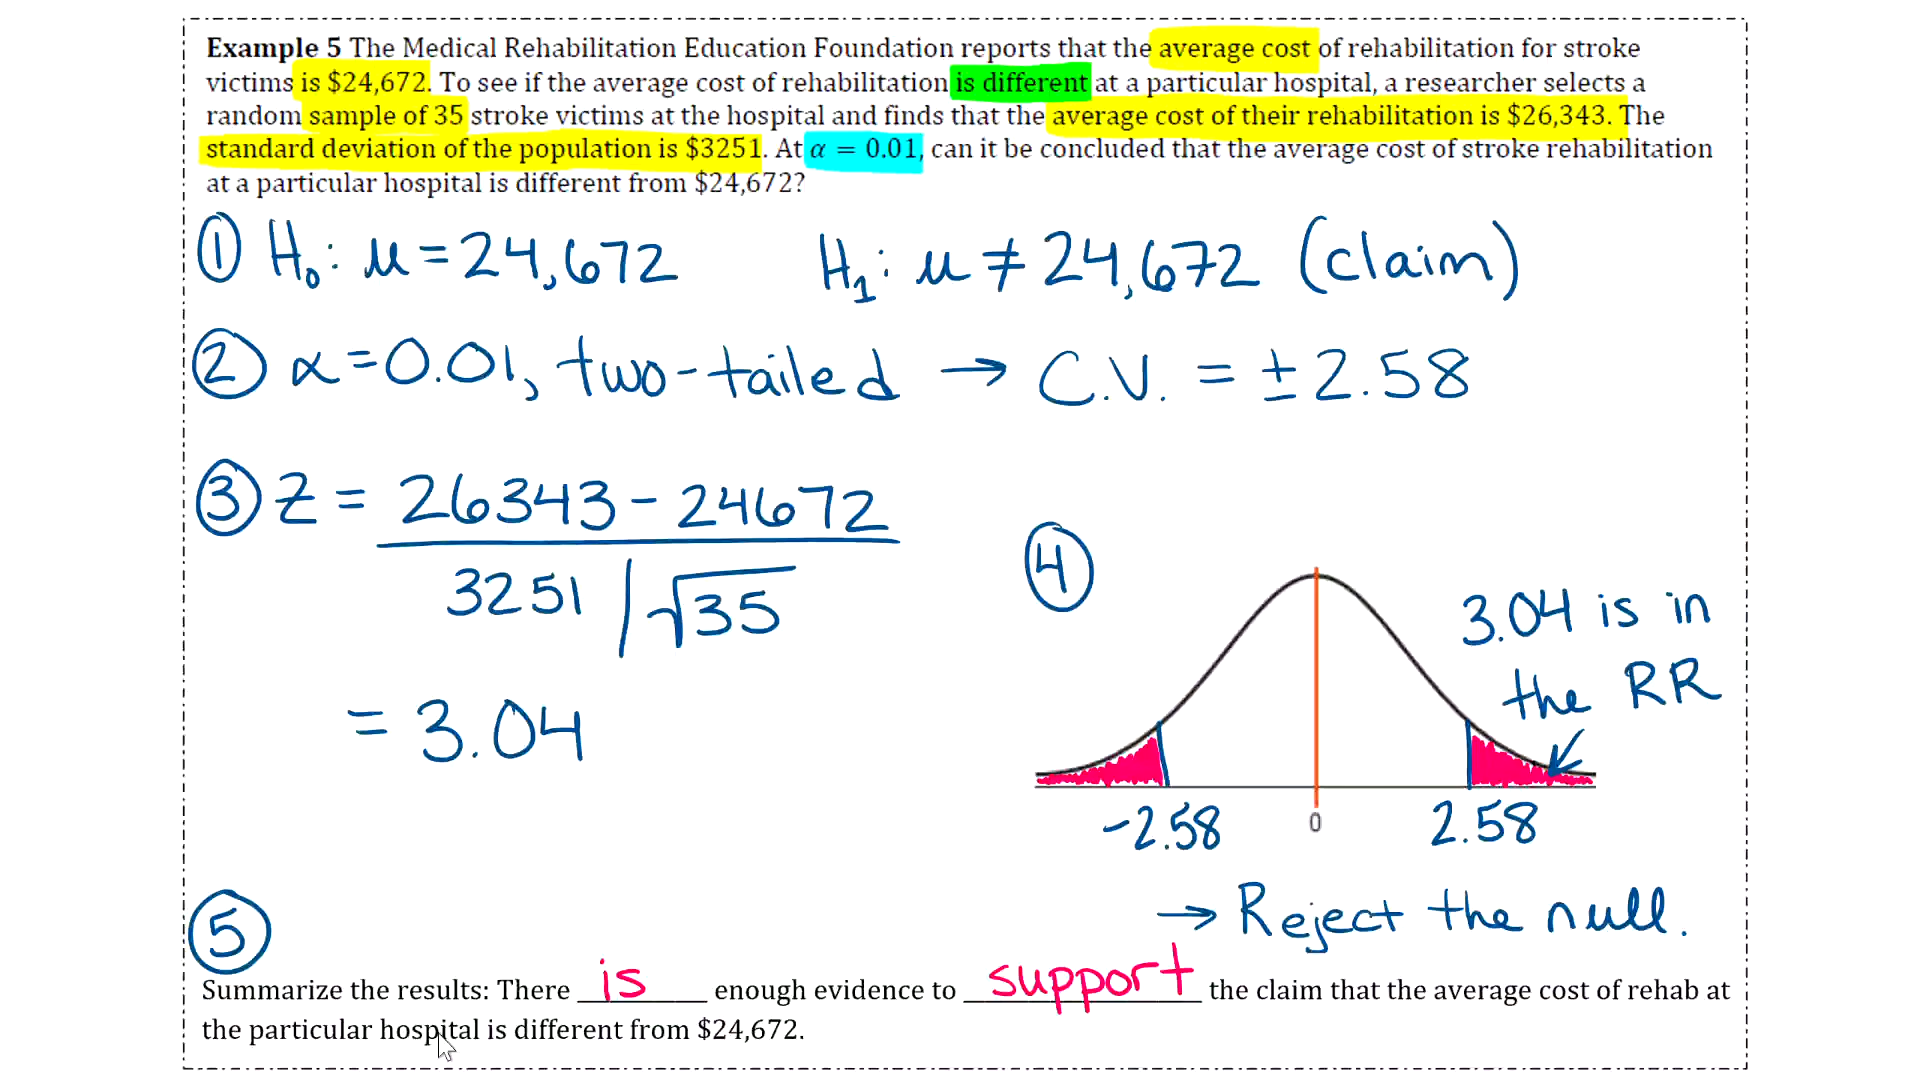 Example 5 The Medical Rehabilitation Education Foundation reports that the average cost of rehabilitation for stroke
victims is $24,672. To see if the average cost of rehabilitation is different at a particular hospital, a researcher selects a
random sample of 35 stroke victims at the hospital and finds that the average cost of their rehabilitation is $26,343. The
standard deviation of the population is $3251. At α = 0.01, can it be concluded that the average cost of stroke rehabilitation
at a particular hospital is different from $24,672?
① H₀: μ = 24,672 H₁: μ ≠ 24,672 (claim)
② α = 0.01, two-tailed → C.V. = ±2.58
③ Z = 26343 - 24672
3251 / √35
= 3.04
④
3.04 is in
the RR
-2.58 0 2.58
→ Reject the null.
⑤
Summarize the results: There is enough evidence to support the claim that the average cost of rehab at
the particular hospital is different from $24,672.